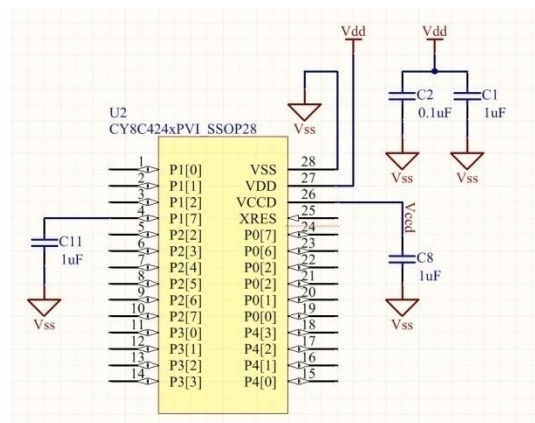 Vdd
Vdd
C2
0.1uF
C1
1uF
Vss
Vss
Vss
U2
CY8C424xPVI_SSOP28
1 P1[0] VSS 28
2 P1[1] VDD 27
3 P1[2] VCCD 26
4 P1[7] XRES 25
5 P2[2] P0[7] 24
6 P2[3] P0[6] 23
7 P2[4] P0[2] 22
8 P2[5] P0[2] 21
9 P2[6] P0[1] 20
10 P2[7] P0[0] 19
11 P3[0] P4[3] 18
12 P3[1] P4[2] 17
13 P3[2] P4[1] 16
14 P3[3] P4[0] 15
C11
1uF
Vss
Vccd
C8
1uF
Vss